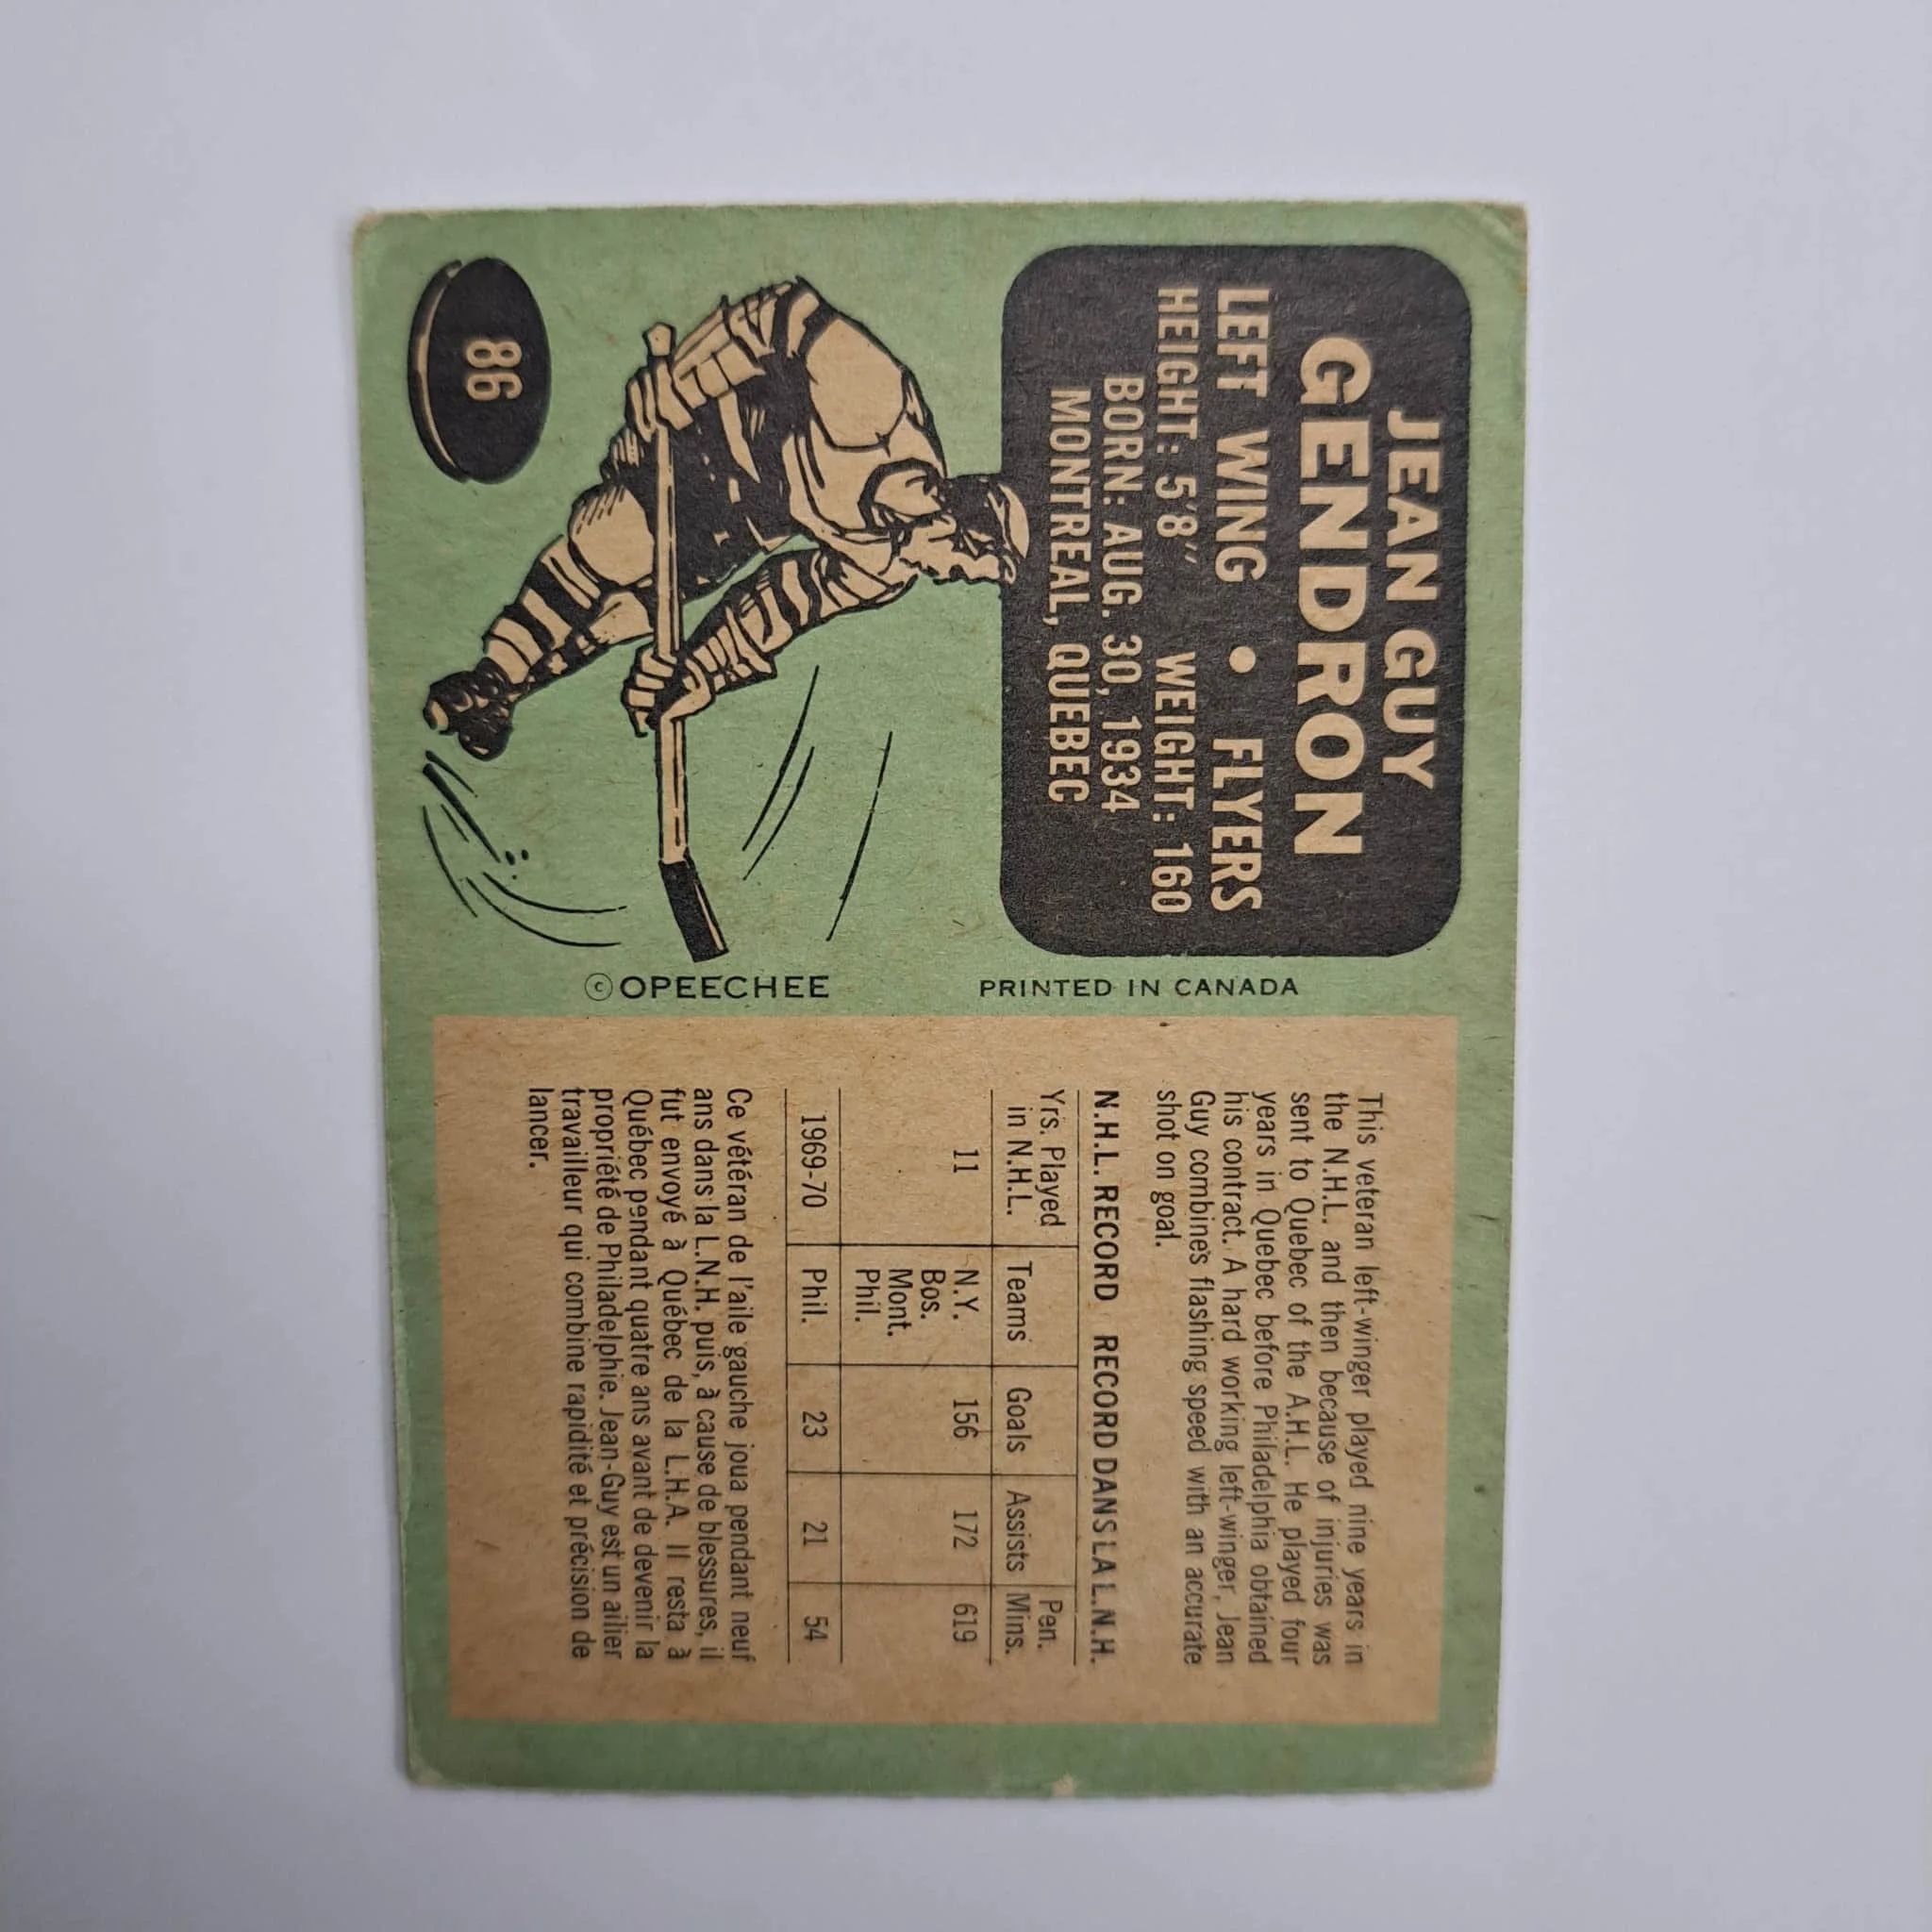 JEAN GUY
GENDRON
LEFT WING • FLYERS
HEIGHT: 5'8" WEIGHT: 160
BORN: AUG. 30, 1934
MONTREAL, QUEBEC
86
© OPEECHEE
PRINTED IN CANADA
This veteran left-winger played nine years in
the N.H.L. and then because of injuries was
sent to Quebec of the A.H.L. He played four
years in Quebec before Philadelphia obtained
his contract. A hard working left-winger, Jean
Guy combines flashing speed with an accurate
shot on goal.
N.H.L. RECORD RECORD DANS LA L.N.H.
Yrs. Played in N.H.L. Teams Goals Assists Pen. Mins.
11 N.Y. 156 172 619
Bos.
Mont.
Phil.
1969-70 Phil. 23 21 54
Ce vétéran de l'aile gauche joua pendant neuf
ans dans la L.N.H. puis, à cause de blessures, il
fut envoyé à Québec de la L.H.A. Il resta à
Québec pendant quatre ans avant de devenir la
propriété de Philadelphie. Jean-Guy est un ailier
travailleur qui combine rapidité et précision de
lancer.